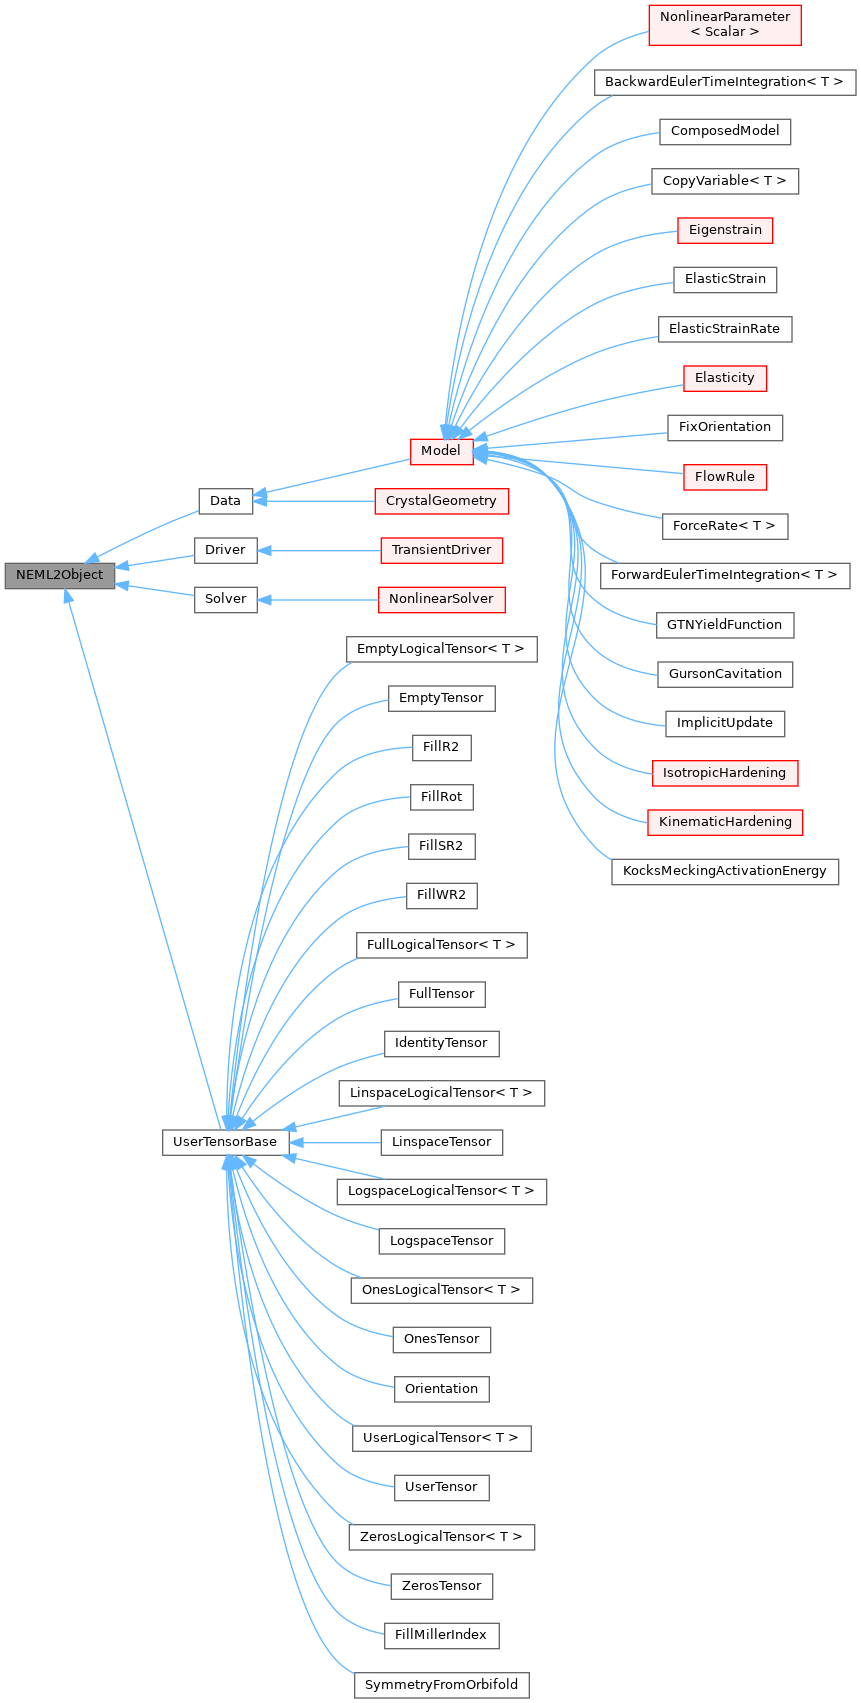 NonlinearParameter
< Scalar >
BackwardEulerTimeIntegration< T >
ComposedModel
CopyVariable< T >
Eigenstrain
ElasticStrain
ElasticStrainRate
Elasticity
FixOrientation
Model
FlowRule
Data
CrystalGeometry
ForceRate< T >
Driver
TransientDriver
NEML2Object
ForwardEulerTimeIntegration< T >
Solver
NonlinearSolver
GTNYieldFunction
EmptyLogicalTensor< T >
GursonCavitation
EmptyTensor
ImplicitUpdate
FillR2
IsotropicHardening
FillRot
KinematicHardening
FillSR2
KocksMeckingActivationEnergy
FillWR2
FullLogicalTensor< T >
FullTensor
IdentityTensor
LinspaceLogicalTensor< T >
UserTensorBase
LinspaceTensor
LogspaceLogicalTensor< T >
LogspaceTensor
OnesLogicalTensor< T >
OnesTensor
Orientation
UserLogicalTensor< T >
UserTensor
ZerosLogicalTensor< T >
ZerosTensor
FillMillerIndex
SymmetryFromOrbifold